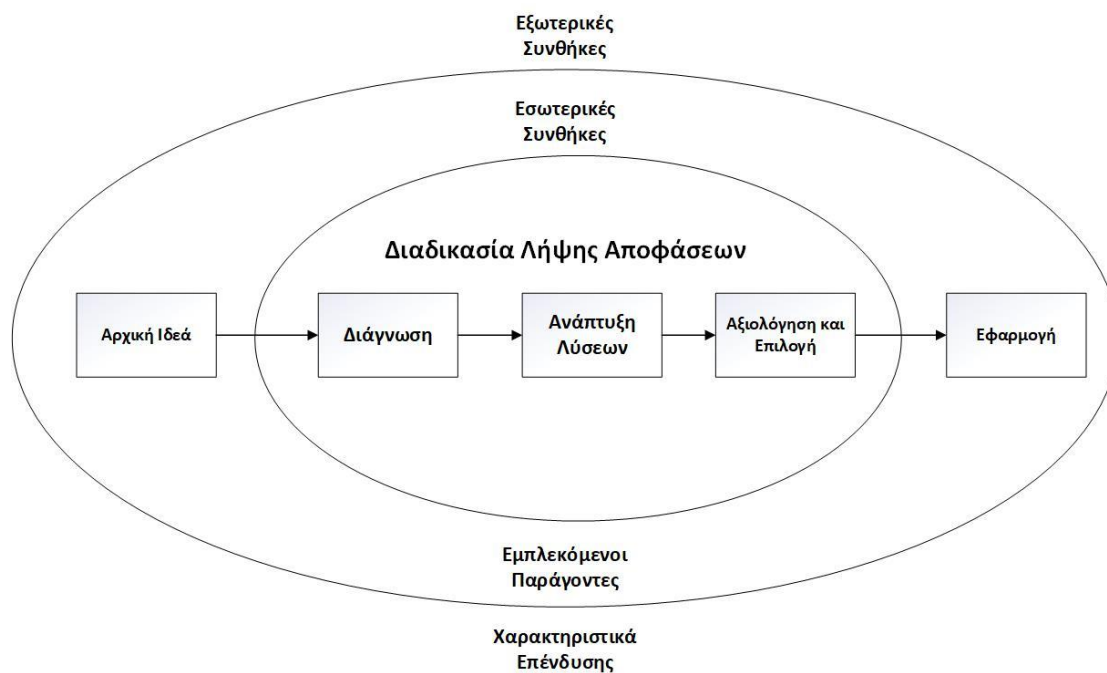 Εξωτερικές
Συνθήκες
Εσωτερικές
Συνθήκες
Διαδικασία Λήψης Αποφάσεων
Αρχική Ιδεά
Διάγνωση
Ανάπτυξη
Λύσεων
Αξιολόγηση και
Επιλογή
Εφαρμογή
Εμπλεκόμενοι
Παράγοντες
Χαρακτηριστικά
Επένδυσης